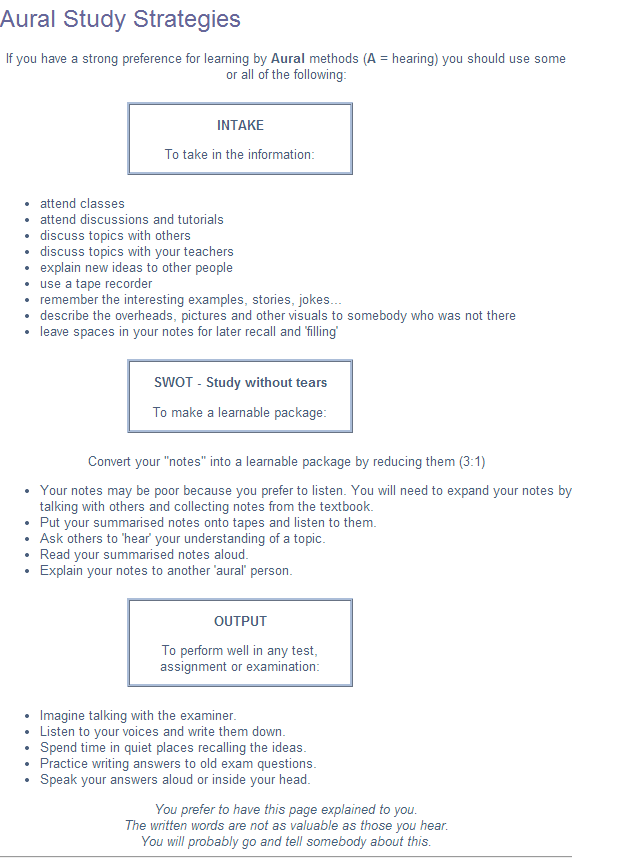 Aural Study Strategies
If you have a strong preference for learning by Aural methods (A = hearing) you should use some
or all of the following:
INTAKE
To take in the information:
• attend classes
• attend discussions and tutorials
• discuss topics with others
• discuss topics with your teachers
• explain new ideas to other people
• use a tape recorder
• remember the interesting examples, stories, jokes...
• describe the overheads, pictures and other visuals to somebody who was not there
• leave spaces in your notes for later recall and 'filling'
SWOT - Study without tears
To make a learnable package:
Convert your "notes" into a learnable package by reducing them (3:1)
• Your notes may be poor because you prefer to listen. You will need to expand your notes by
talking with others and collecting notes from the textbook.
• Put your summarised notes onto tapes and listen to them.
• Ask others to 'hear' your understanding of a topic.
• Read your summarised notes aloud.
• Explain your notes to another 'aural' person.
OUTPUT
To perform well in any test,
assignment or examination:
• Imagine talking with the examiner.
• Listen to your voices and write them down.
• Spend time in quiet places recalling the ideas.
• Practice writing answers to old exam questions.
• Speak your answers aloud or inside your head.
You prefer to have this page explained to you.
The written words are not as valuable as those you hear.
You will probably go and tell somebody about this.